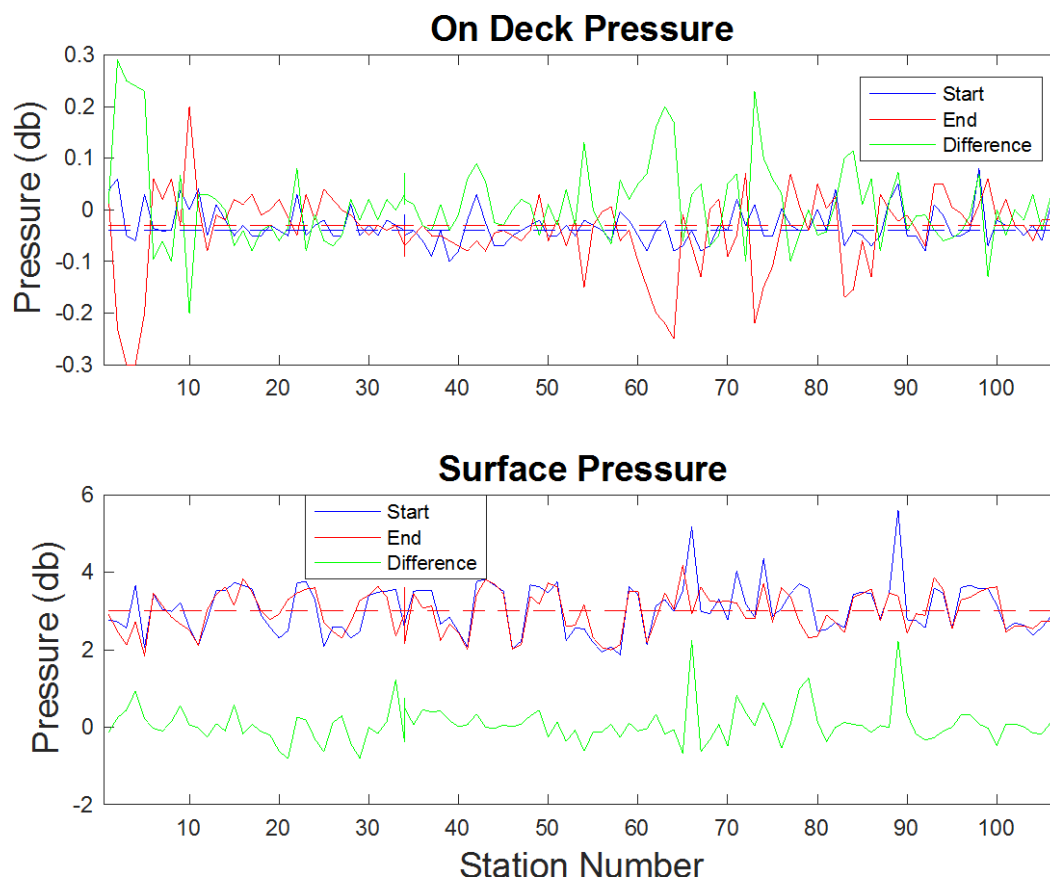 On Deck Pressure
Pressure (db)
0.3
0.2
0.1
0
-0.1
-0.2
-0.3
Start
End
Difference
10 20 30 40 50 60 70 80 90 100
Surface Pressure
Pressure (db)
6
4
2
0
-2
Start
End
Difference
10 20 30 40 50 60 70 80 90 100
Station Number